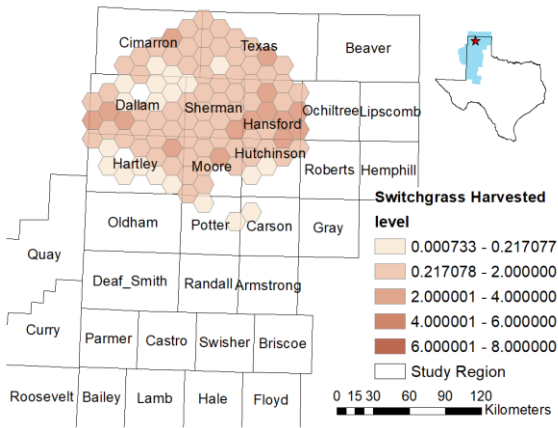 Cimarron Texas Beaver
Dallam Sherman Ochiltree Lipscomb
Hansford
Hartley Moore Hutchinson Roberts Hemphill
Oldham Potter Carson Gray
Quay
Deaf_Smith Randall Armstrong
Curry Parmer Castro Swisher Briscoe
Roosevelt Bailey Lamb Hale Floyd
Switchgrass Harvested
level
0.000733 - 0.217077
0.217078 - 2.000000
2.000001 - 4.000000
4.000001 - 6.000000
6.000001 - 8.000000
Study Region
0 15 30 60 90 120
Kilometers